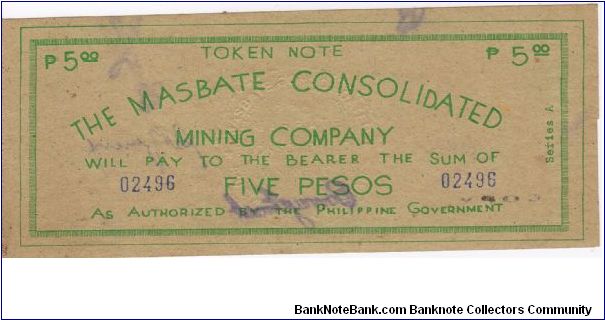 TOKEN NOTE
₱ 5.00 ₱ 5.00
THE MASBATE CONSOLIDATED
MINING COMPANY
WILL PAY TO THE BEARER THE SUM OF
02496 FIVE PESOS 02496
AS AUTHORIZED BY THE PHILIPPINE GOVERNMENT
Series A
BankNoteBank.com Banknote Collectors Community